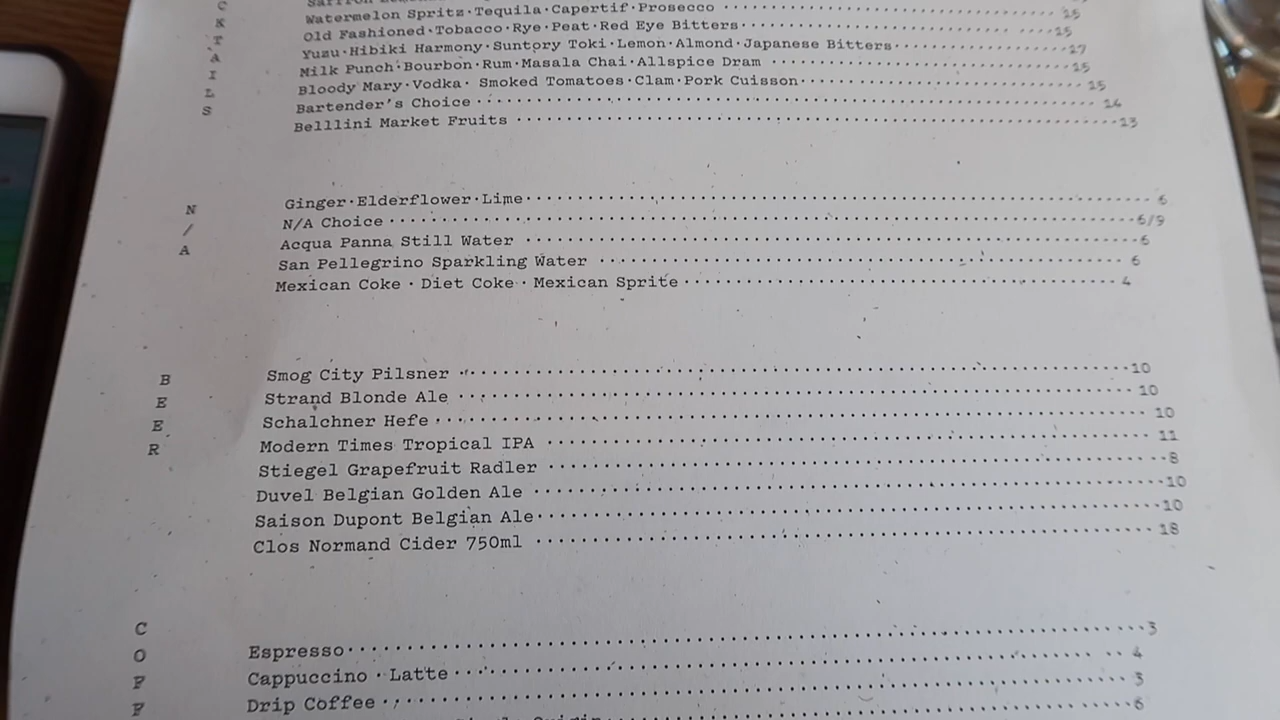 Watermelon Spritz·Tequila·Capertif·Prosecco 15
Old Fashioned·Tobacco·Rye·Peat·Red Eye Bitters 15
Yuzu·Hibiki Harmony·Suntory Toki·Lemon·Almond·Japanese Bitters 17
Milk Punch·Bourbon·Rum·Masala Chai·Allspice Dram 15
Bloody Mary·Vodka· Smoked Tomatoes·Clam·Pork Cuisson 15
Bartender's Choice 14
Belllini Market Fruits 13
C
K
T
A
I
L
S
Ginger·Elderflower·Lime 6
N/A Choice 6/9
Acqua Panna Still Water 6
San Pellegrino Sparkling Water 6
Mexican Coke · Diet Coke · Mexican Sprite 4
N
/
A
Smog City Pilsner 10
Strand Blonde Ale 10
Schalchner Hefe 10
Modern Times Tropical IPA 11
Stiegel Grapefruit Radler 8
Duvel Belgian Golden Ale 10
Saison Dupont Belgian Ale 10
Clos Normand Cider 750ml 18
B
E
E
R
Espresso 3
Cappuccino · Latte 4
Drip Coffee 3
6
C
O
F
F